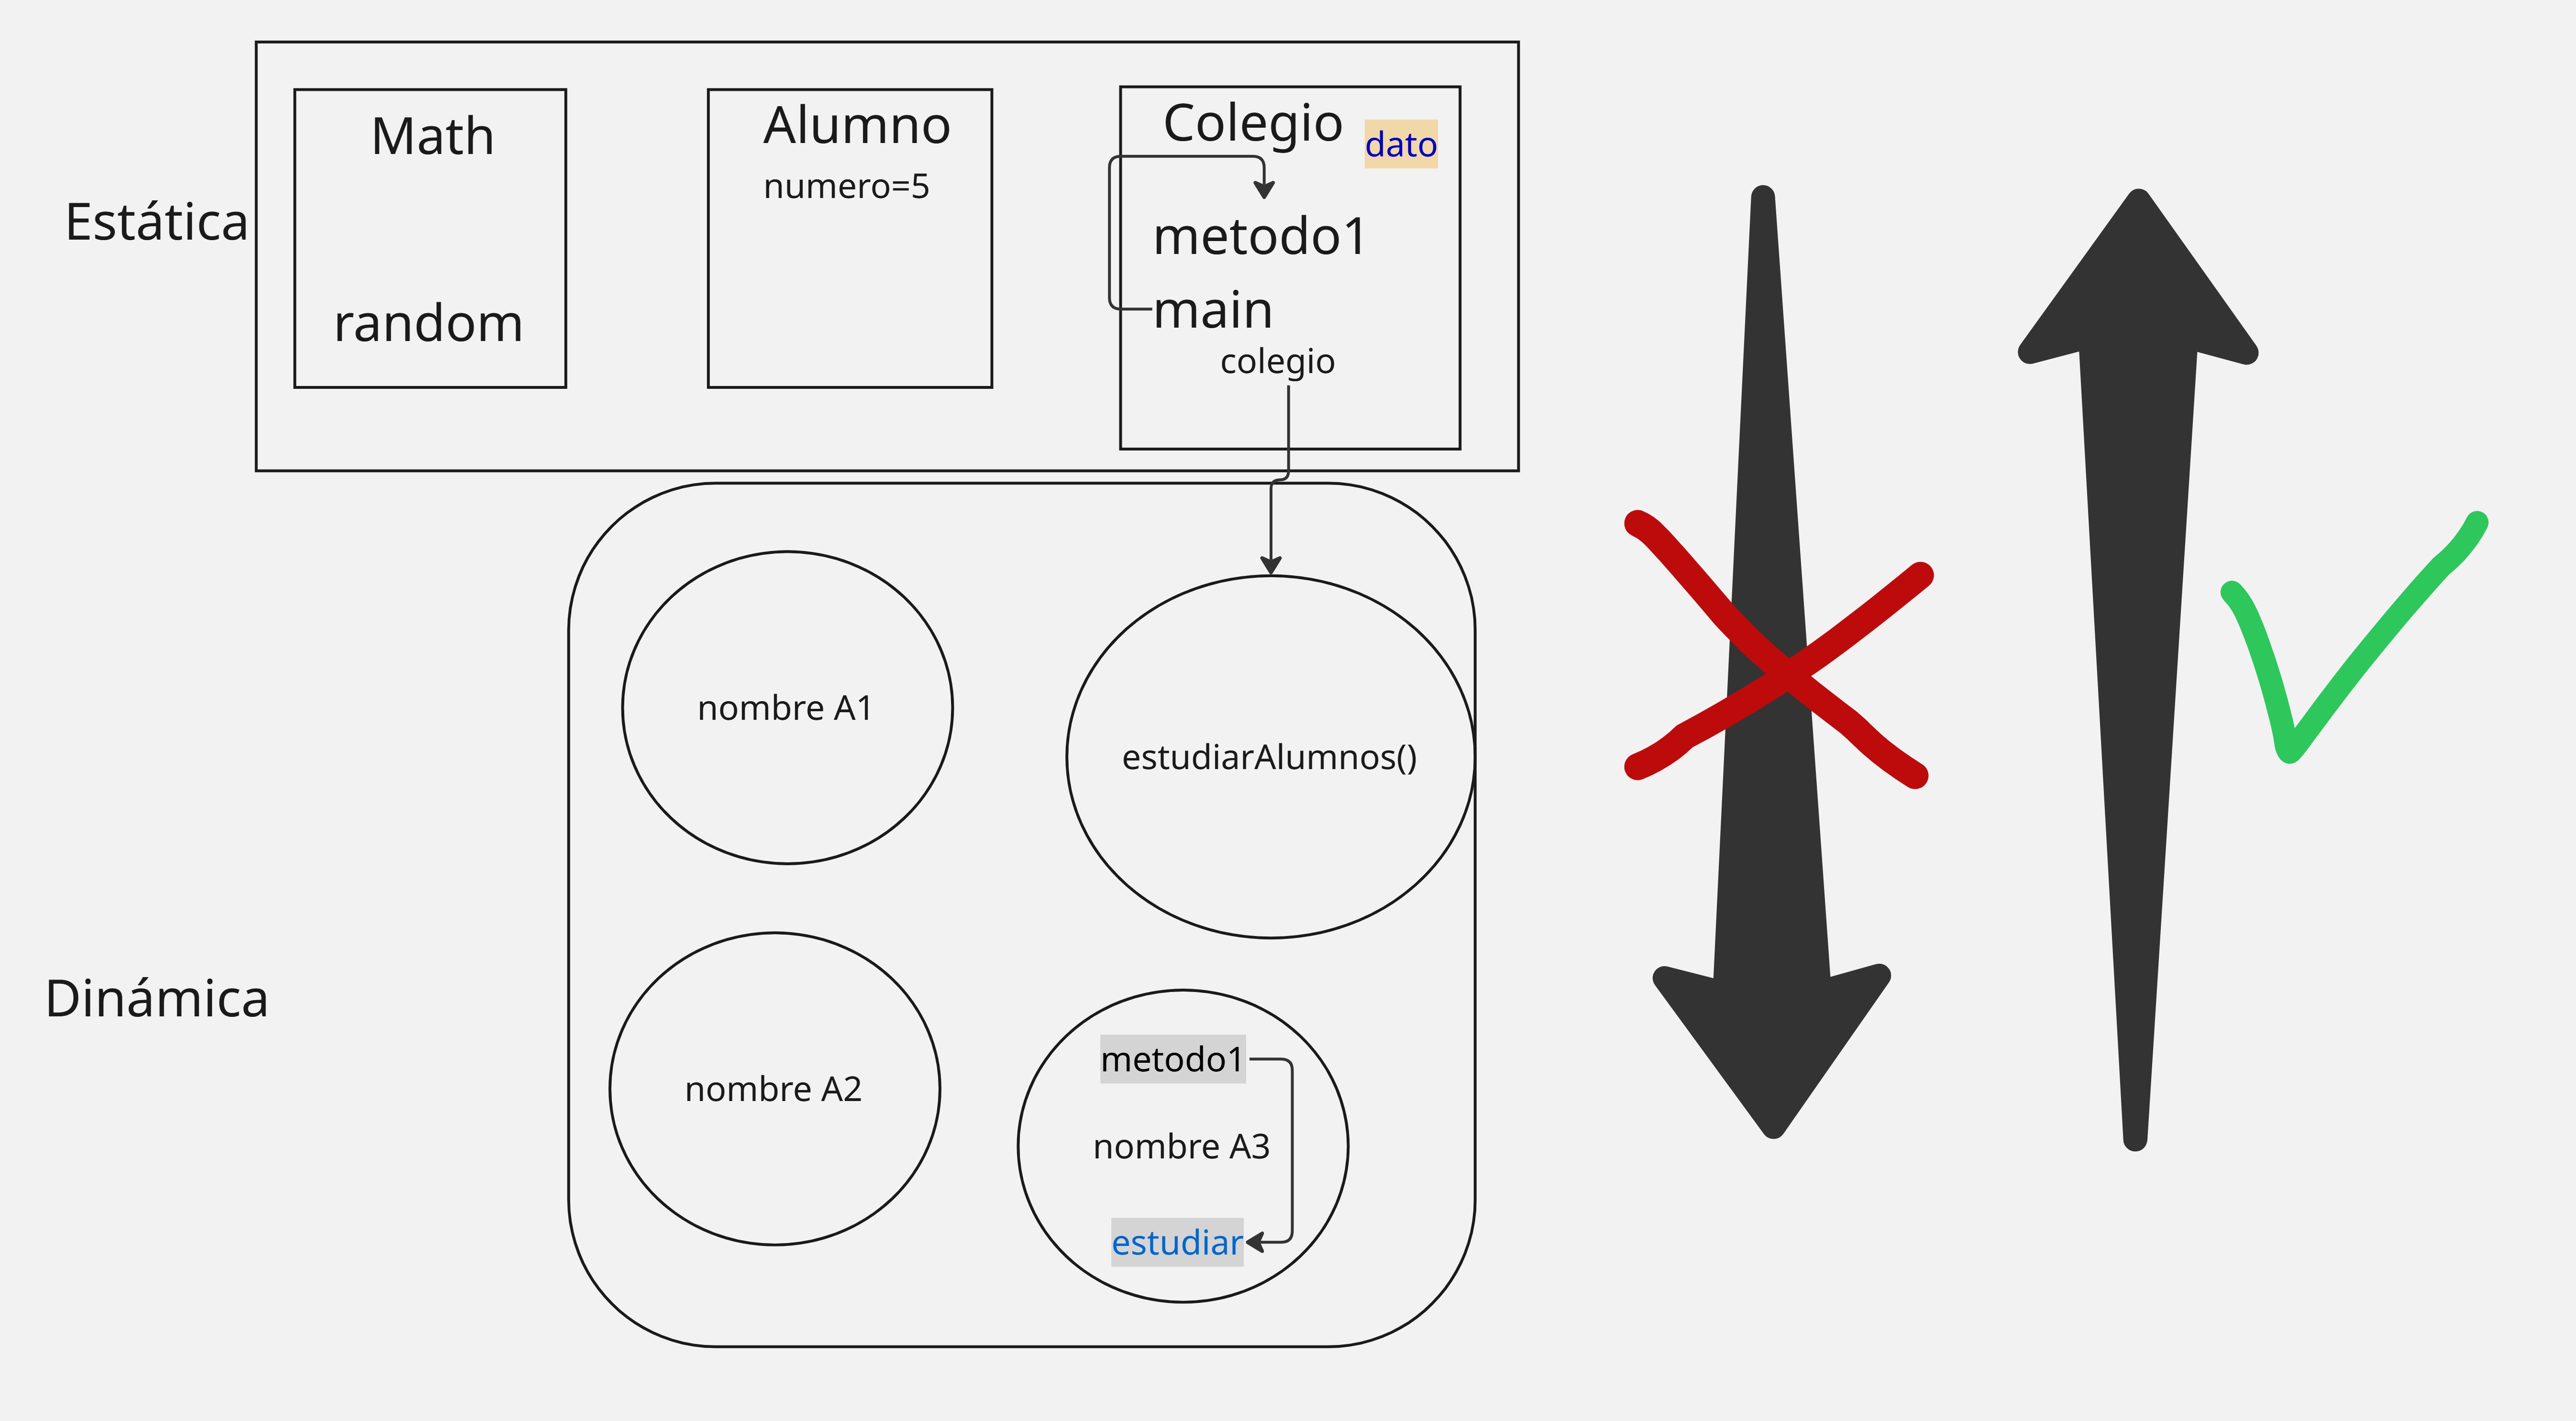 Estática
Math
random
Alumno
numero=5
Colegio
dato
metodo1
main
colegio
Dinámica
nombre A1
estudiarAlumnos()
nombre A2
metodo1
nombre A3
estudiar